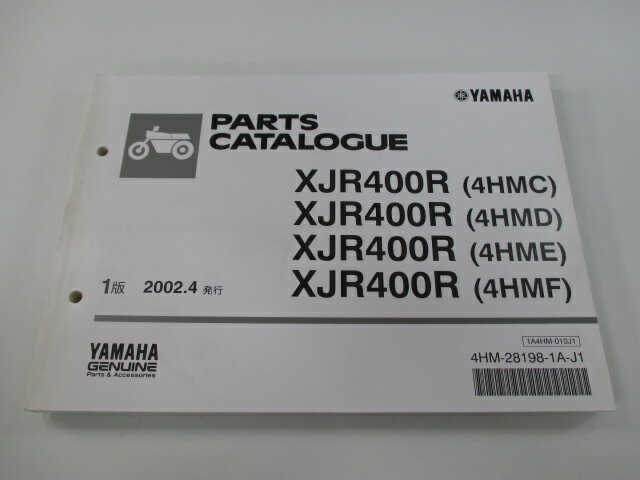 YAMAHA
PARTS
CATALOGUE
XJR400R (4HMC)
XJR400R (4HMD)
XJR400R (4HME)
XJR400R (4HMF)
1版 2002.4 発行
1A4HM-010J1
4HM-28198-1A-J1
YAMAHA
GENUINE
Parts & Accessories